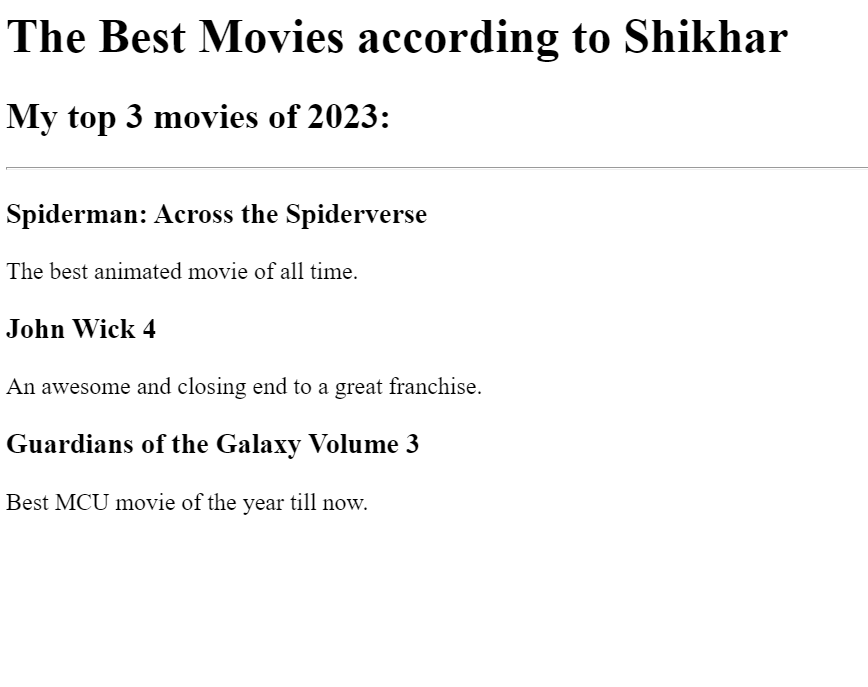 The Best Movies according to Shikhar
My top 3 movies of 2023:
Spiderman: Across the Spiderverse
The best animated movie of all time.
John Wick 4
An awesome and closing end to a great franchise.
Guardians of the Galaxy Volume 3
Best MCU movie of the year till now.